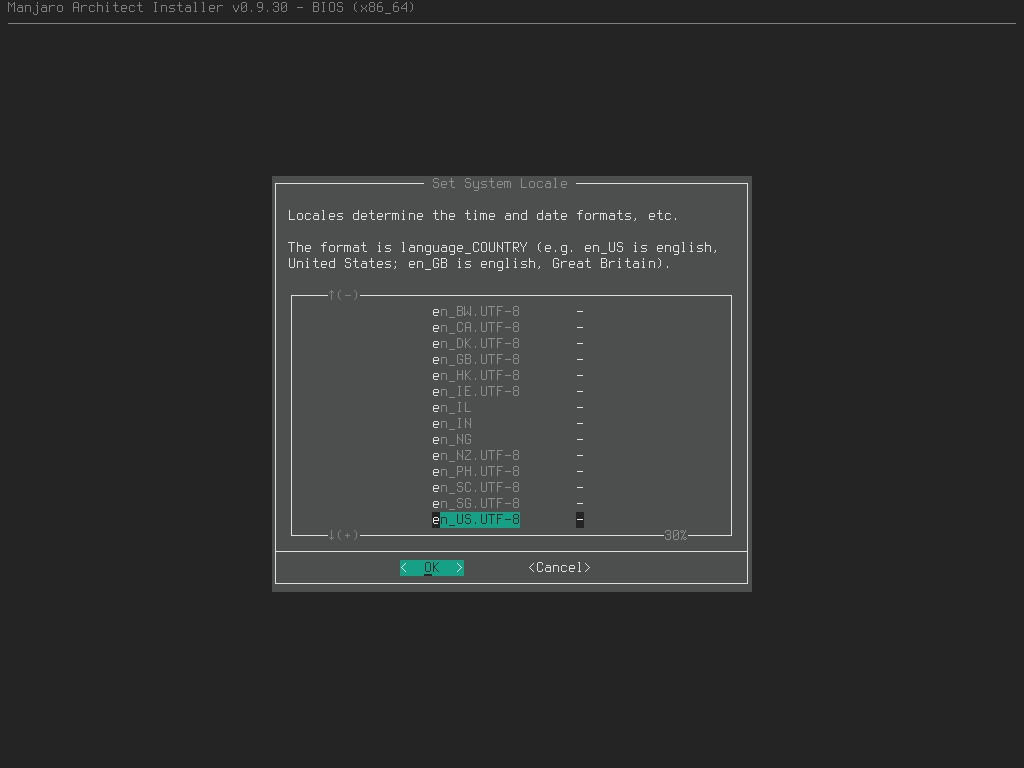 Manjaro Architect Installer v0.9.30 - BIOS (x86_64)
Set System Locale
Locales determine the time and date formats, etc.
The format is language_COUNTRY (e.g. en_US is english,
United States; en_GB is english, Great Britain).
↑(-)
en_BW.UTF-8 -
en_CA.UTF-8 -
en_DK.UTF-8 -
en_GB.UTF-8 -
en_HK.UTF-8 -
en_IE.UTF-8 -
en_IL -
en_IN -
en_NG -
en_NZ.UTF-8 -
en_PH.UTF-8 -
en_SC.UTF-8 -
en_SG.UTF-8 -
en_US.UTF-8 -
↓(+) 30%
< OK > <Cancel>